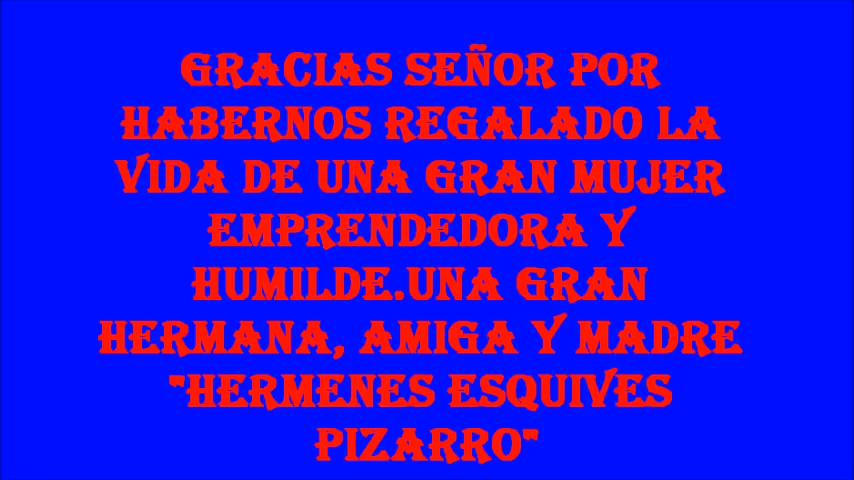 GRACIAS SEÑOR POR
HABERNOS REGALADO LA
VIDA DE UNA GRAN MUJER
EMPRENDEDORA Y
HUMILDE.UNA GRAN
HERMANA, AMIGA Y MADRE
"HERMENES ESQUIVES
PIZARRO"